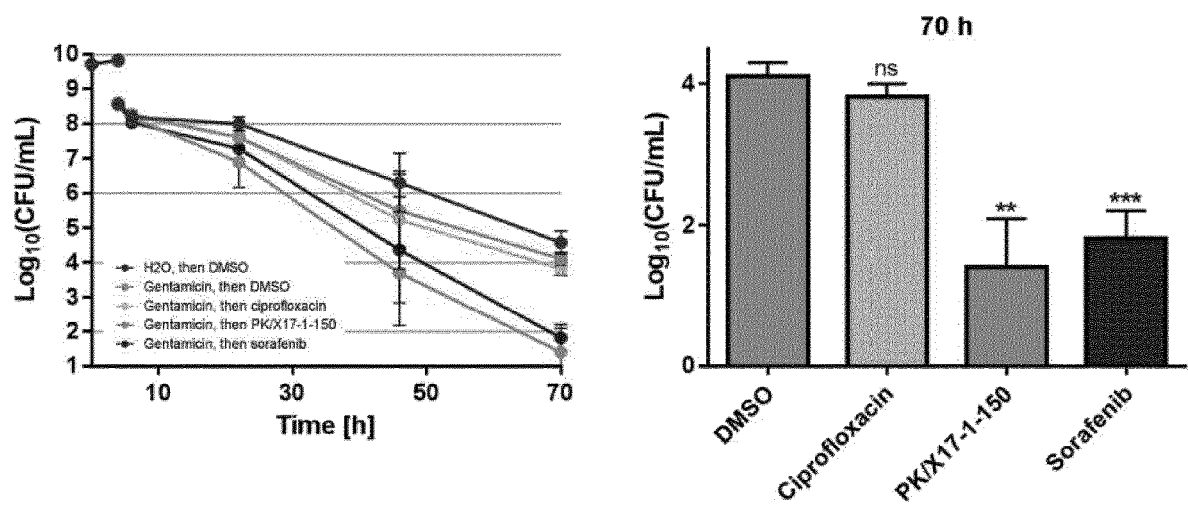 10
9
8
7
6
5
4
3
2
1
Log10(CFU/mL)
H2O, then DMSO
Gentamicin, then DMSO
Gentamicin, then ciprofloxacin
Gentamicin, then PK/X17-1-150
Gentamicin, then sorafenib
10 30 50 70
Time [h]
70 h
4
2
0
Log10(CFU/mL)
ns
**
***
DMSO
Ciprofloxacin
PK/X17-1-150
Sorafenib